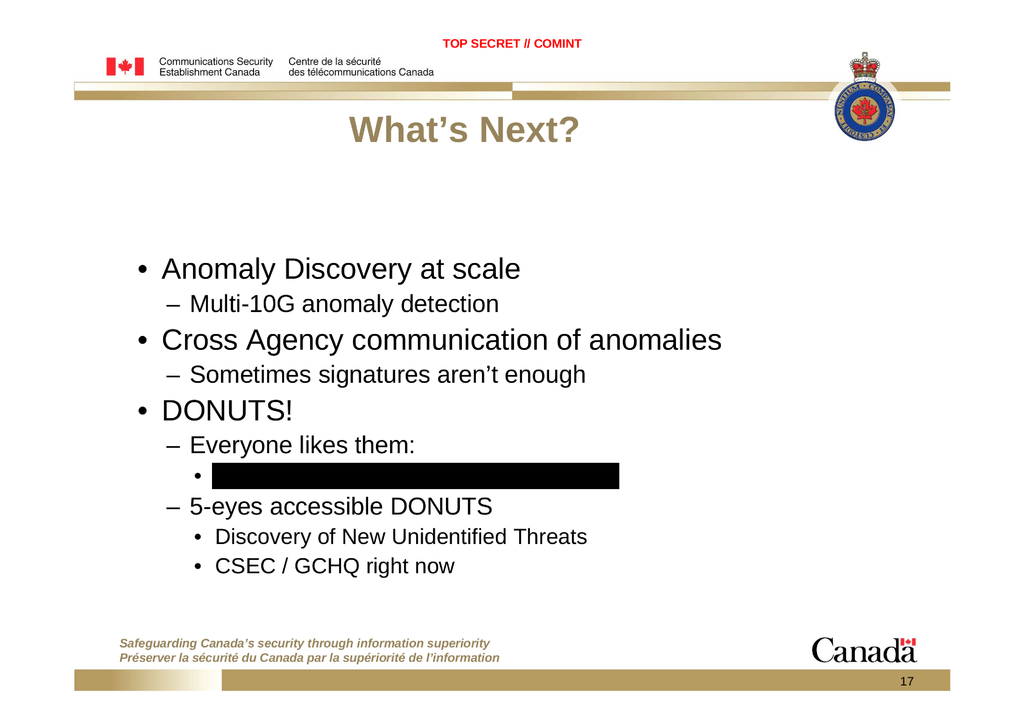 TOP SECRET // COMINT
Communications Security
Establishment Canada
Centre de la sécurité
des télécommunications Canada
What’s Next?
• Anomaly Discovery at scale
– Multi-10G anomaly detection
• Cross Agency communication of anomalies
– Sometimes signatures aren’t enough
• DONUTS!
– Everyone likes them:
•
– 5-eyes accessible DONUTS
• Discovery of New Unidentified Threats
• CSEC / GCHQ right now
Safeguarding Canada’s security through information superiority
Préserver la sécurité du Canada par la supériorité de l’information
Canada
17